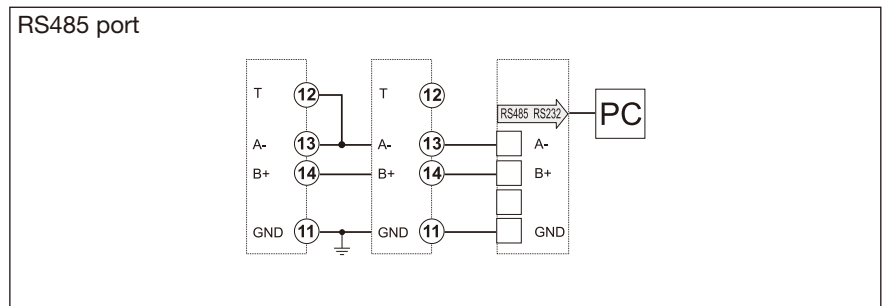 RS485 port
T 12 T 12
RS485 RS232 PC
A- 13 A- 13 A-
B+ 14 B+ 14 B+
GND 11 GND 11 GND